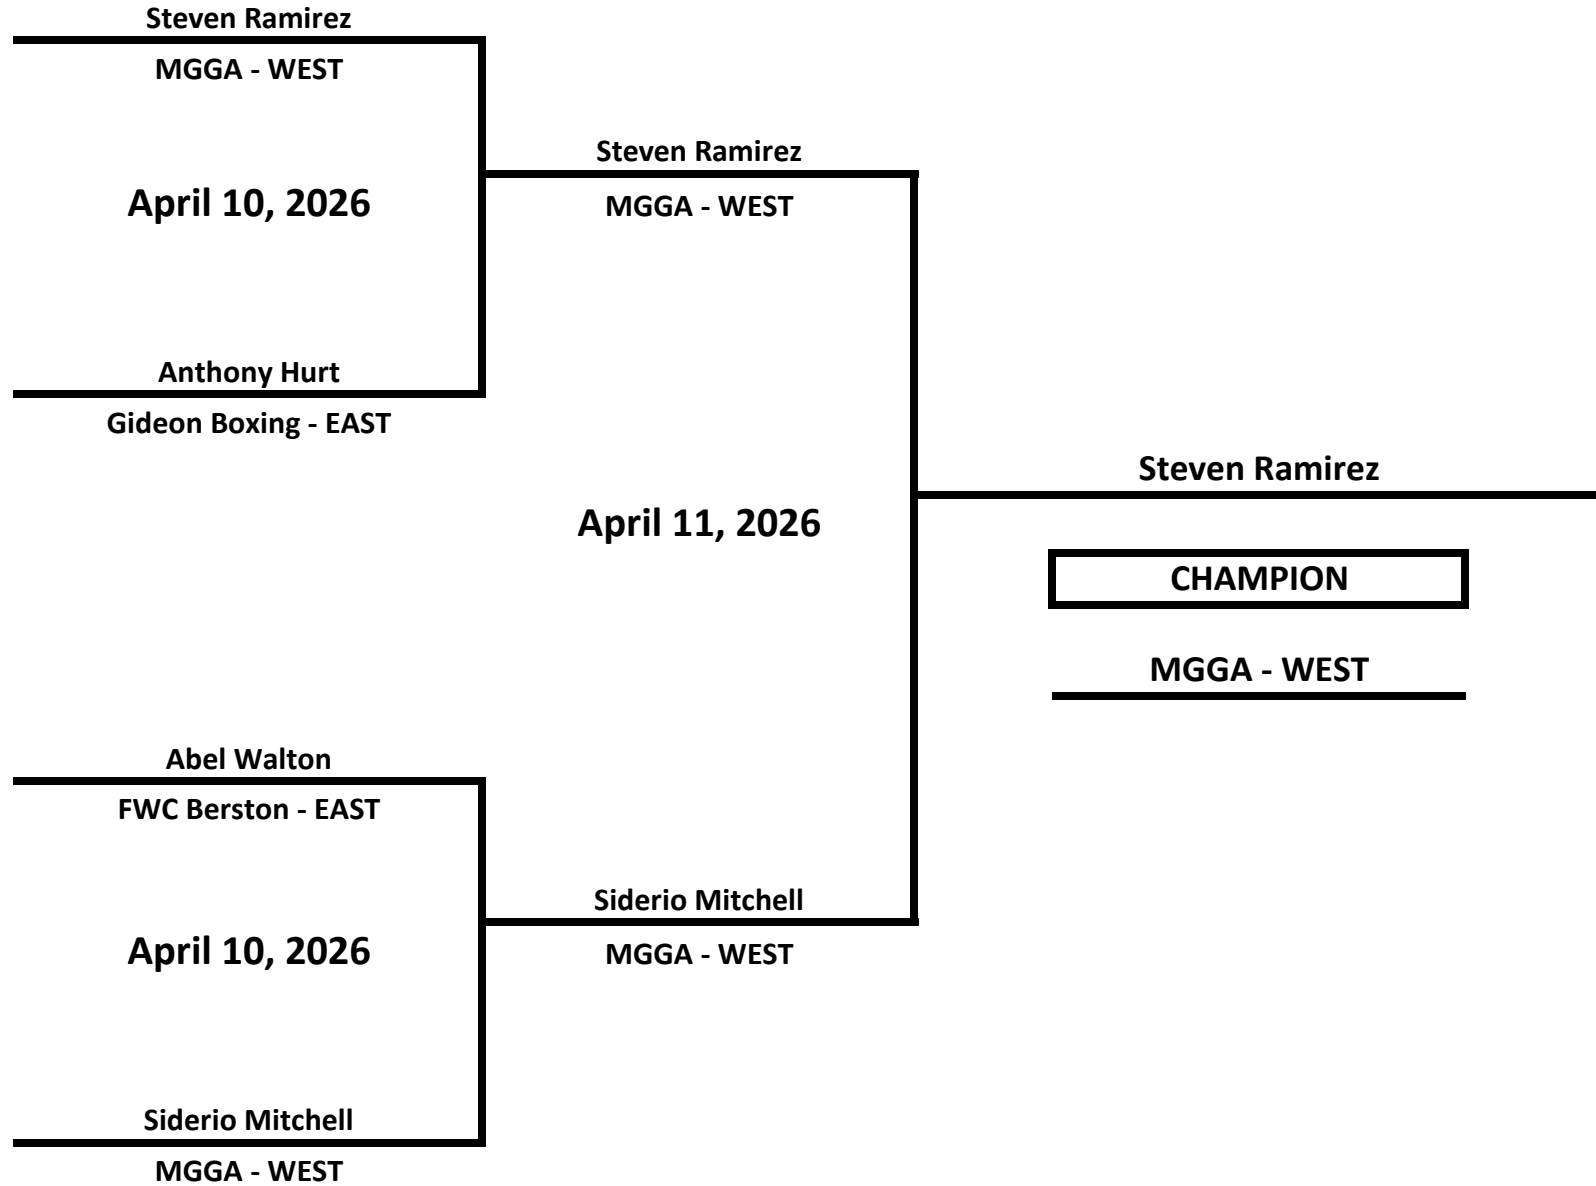 Steven Ramirez
MGGA - WEST
April 10, 2026
Anthony Hurt
Gideon Boxing - EAST
Abel Walton
FWC Berston - EAST
April 10, 2026
Siderio Mitchell
MGGA - WEST
Steven Ramirez
MGGA - WEST
April 11, 2026
Siderio Mitchell
MGGA - WEST
Steven Ramirez
CHAMPION
MGGA - WEST